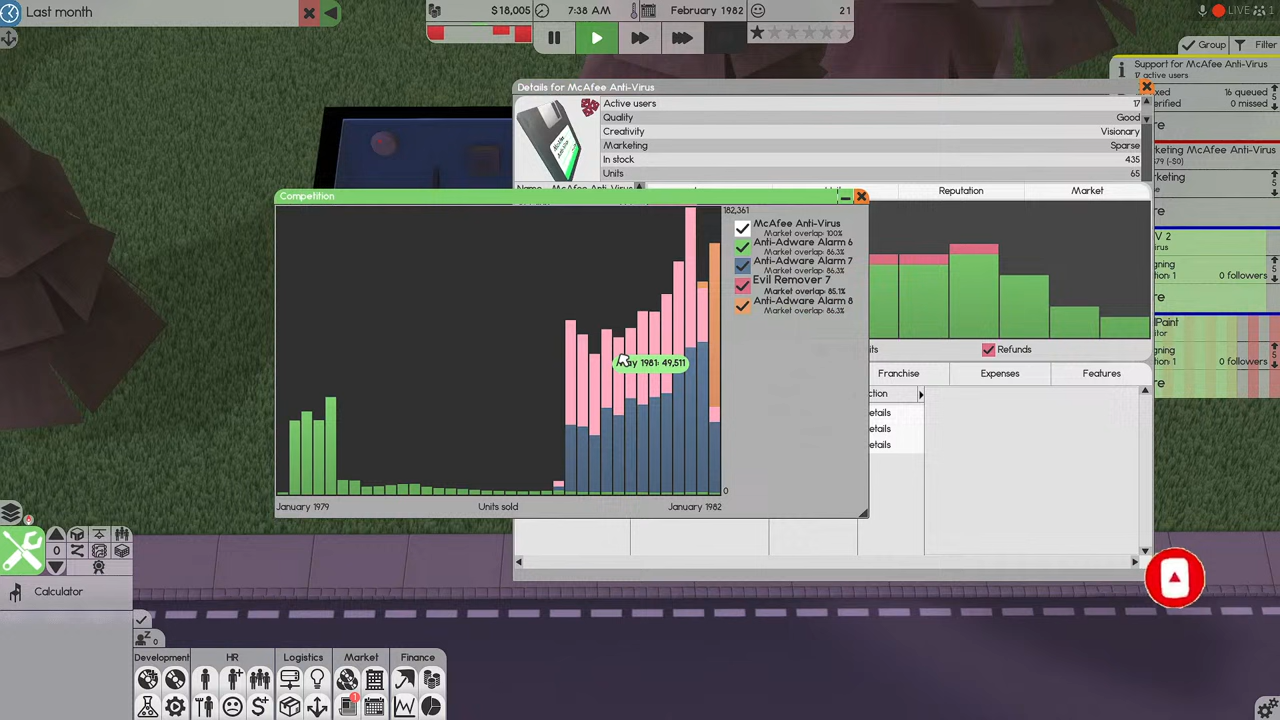 Last month
$18,005
7:38 AM
February 1982
21
LIVE
1
Group
Filter
Support for McAfee Anti-Virus
17 active users
16 queued
0 missed
Details for McAfee Anti-Virus
Active users 17
Quality Good
Creativity Visionary
Marketing Sparse
In stock 435
Units 65
Reputation
Market
Competition
182,361
McAfee Anti-Virus
Market overlap: 100%
Anti-Adware Alarm 6
Market overlap: 86.3%
Anti-Adware Alarm 7
Market overlap: 86.3%
Evil Remover 7
Market overlap: 85.1%
Anti-Adware Alarm 8
Market overlap: 86.3%
1981: 49,511
0
January 1979
Units sold
January 1982
Refunds
Franchise
Expenses
Features
0 followers
0 followers
0
Calculator
0
Development
HR
Logistics
Market
Finance
1